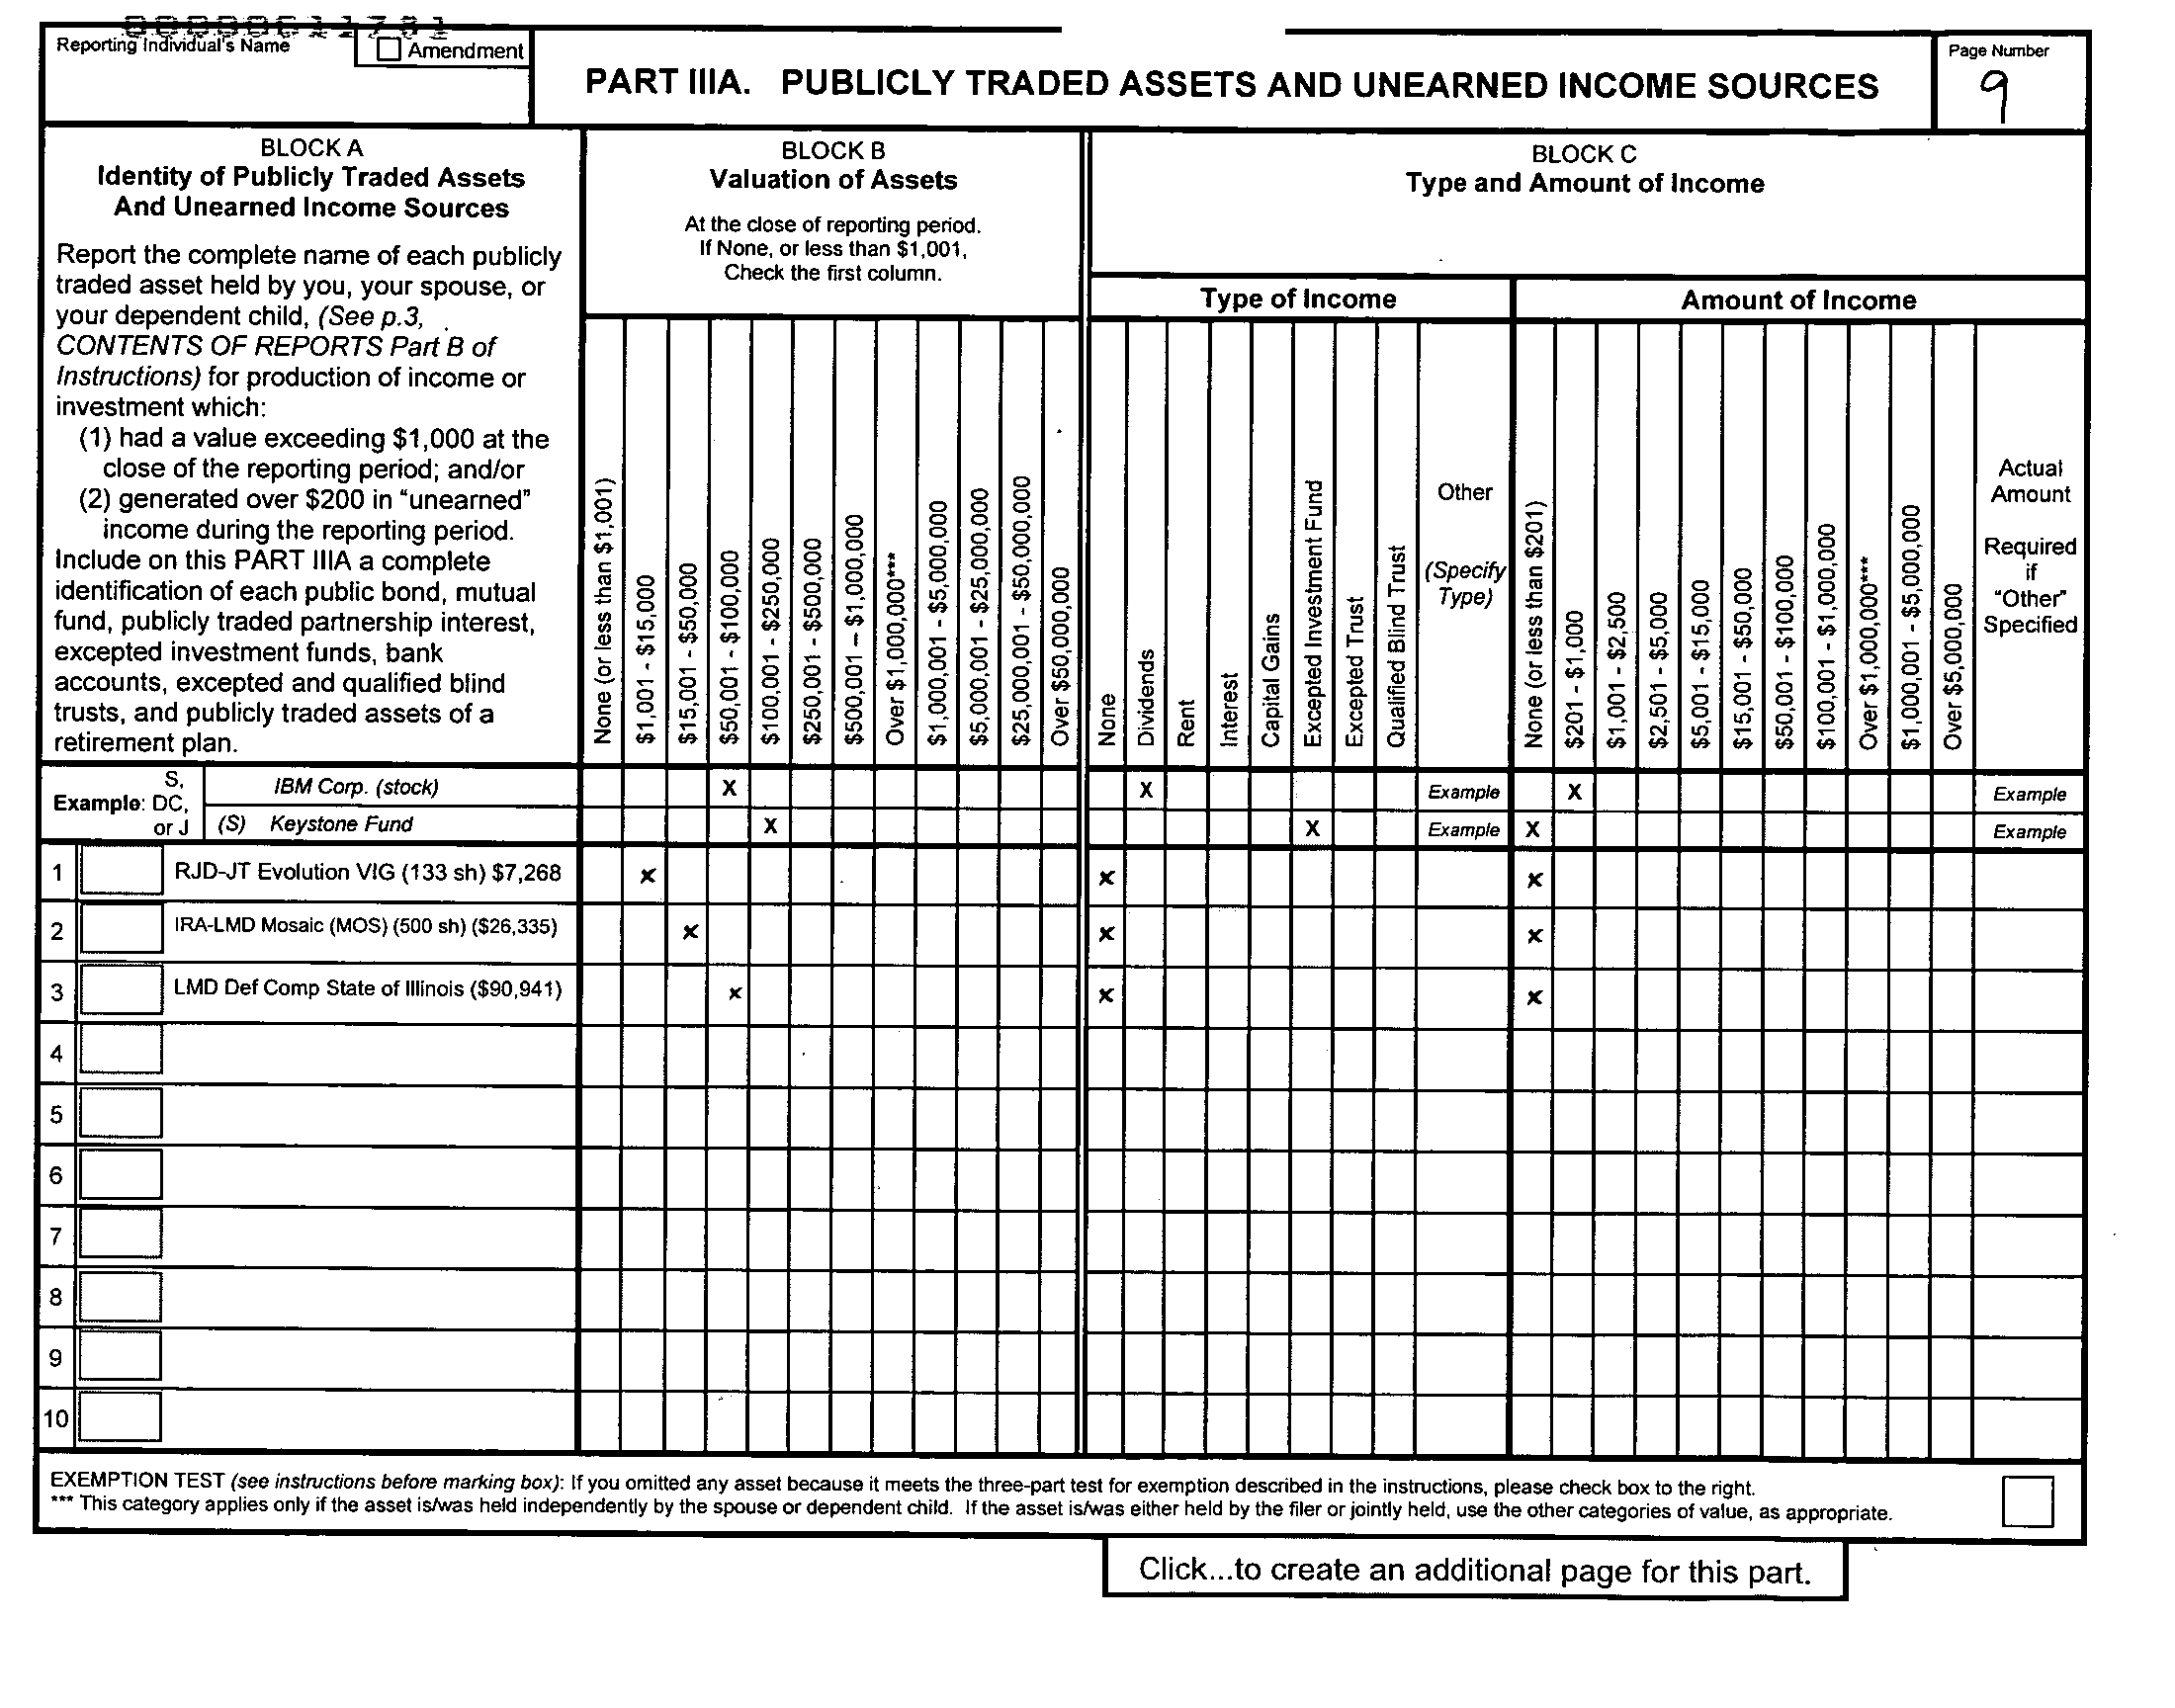 Reporting Individual's Name
Amendment
PART IIIA. PUBLICLY TRADED ASSETS AND UNEARNED INCOME SOURCES
Page Number
9
BLOCK A
Identity of Publicly Traded Assets
And Unearned Income Sources
Report the complete name of each publicly
traded asset held by you, your spouse, or
your dependent child, (See p.3,
CONTENTS OF REPORTS Part B of
Instructions) for production of income or
investment which:
(1) had a value exceeding $1,000 at the
close of the reporting period; and/or
(2) generated over $200 in "unearned"
income during the reporting period.
Include on this PART IIIA a complete
identification of each public bond, mutual
fund, publicly traded partnership interest,
excepted investment funds, bank
accounts, excepted and qualified blind
trusts, and publicly traded assets of a
retirement plan.
BLOCK B
Valuation of Assets
At the close of reporting period.
If None, or less than $1,001,
Check the first column.
None (or less than $1,001)
$1,001 - $15,000
$15,001 - $50,000
$50,001 - $100,000
$100,001 - $250,000
$250,001 - $500,000
$500,001 – $1,000,000
Over $1,000,000***
$1,000,001 - $5,000,000
$5,000,001 - $25,000,000
$25,000,001 - $50,000,000
Over $50,000,000
BLOCK C
Type and Amount of Income
Type of Income
None
Dividends
Rent
Interest
Capital Gains
Excepted Investment Fund
Excepted Trust
Qualified Blind Trust
Other
(Specify
Type)
Amount of Income
None (or less than $201)
$201 - $1,000
$1,001 - $2,500
$2,501 - $5,000
$5,001 - $15,000
$15,001 - $50,000
$50,001 - $100,000
$100,001 - $1,000,000
Over $1,000,000***
$1,000,001 - $5,000,000
Over $5,000,000
Actual
Amount
Required
if
"Other"
Specified
Example: S, DC, or J
IBM Corp. (stock) X X Example X Example
(S) Keystone Fund X X Example X Example
1 RJD-JT Evolution VIG (133 sh) $7,268 x x x
2 IRA-LMD Mosaic (MOS) (500 sh) ($26,335) x x x
3 LMD Def Comp State of Illinois ($90,941) x x x
4
5
6
7
8
9
10
EXEMPTION TEST (see instructions before marking box): If you omitted any asset because it meets the three-part test for exemption described in the instructions, please check box to the right.
*** This category applies only if the asset is/was held independently by the spouse or dependent child. If the asset is/was either held by the filer or jointly held, use the other categories of value, as appropriate.
Click...to create an additional page for this part.